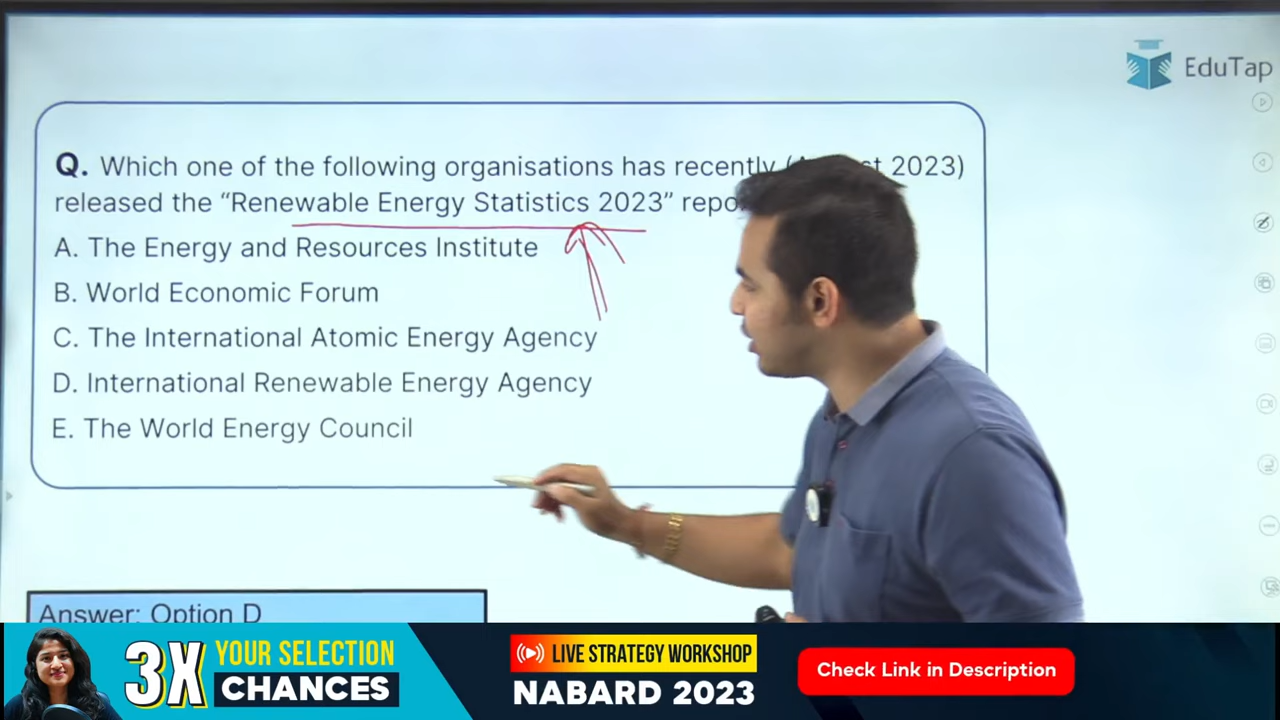 EduTap
Q. Which one of the following organisations has recently 2023)
released the “Renewable Energy Statistics 2023”
A. The Energy and Resources Institute
B. World Economic Forum
C. The International Atomic Energy Agency
D. International Renewable Energy Agency
E. The World Energy Council
Answer: Option D
3X YOUR SELECTION
CHANCES
LIVE STRATEGY WORKSHOP
NABARD 2023
Check Link in Description